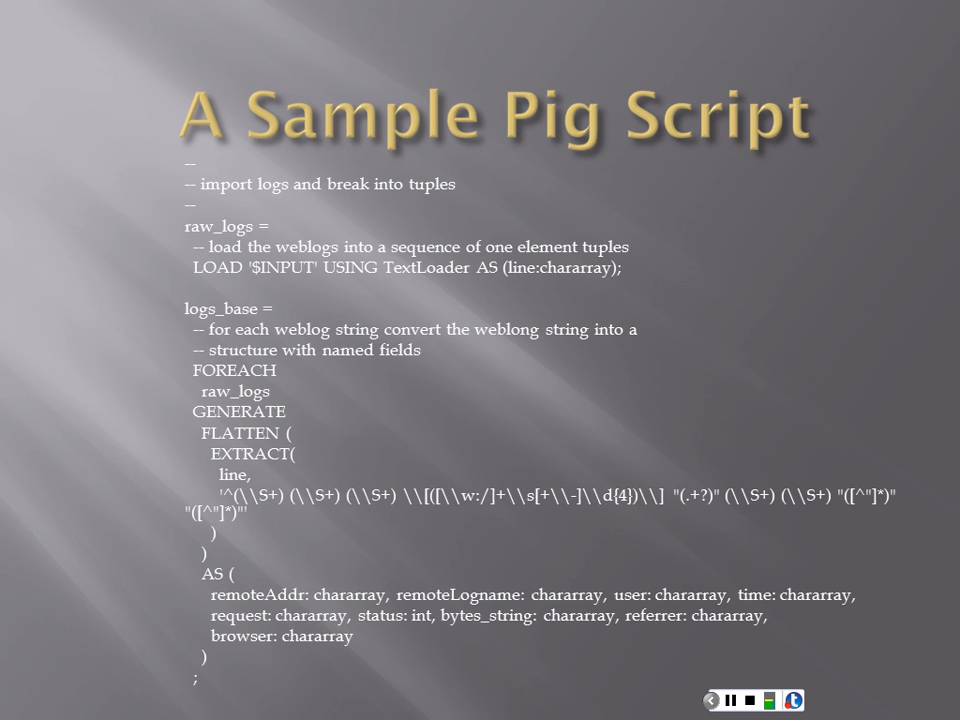 A Sample Pig Script
--
-- import logs and break into tuples
--
raw_logs =
-- load the weblogs into a sequence of one element tuples
LOAD '$INPUT' USING TextLoader AS (line:chararray);
logs_base =
-- for each weblog string convert the weblong string into a
-- structure with named fields
FOREACH
raw_logs
GENERATE
FLATTEN (
EXTRACT(
line,
'^(\\S+) (\\S+) (\\S+) \\[([\\w:/]+\\s[+\\-]\\d{4})\\] "(.+?)" (\\S+) (\\S+) "([^"]*)"
"([^"]*)"'
)
)
AS (
remoteAddr: chararray, remoteLogname: chararray, user: chararray, time: chararray,
request: chararray, status: int, bytes_string: chararray, referrer: chararray,
browser: chararray
)
;